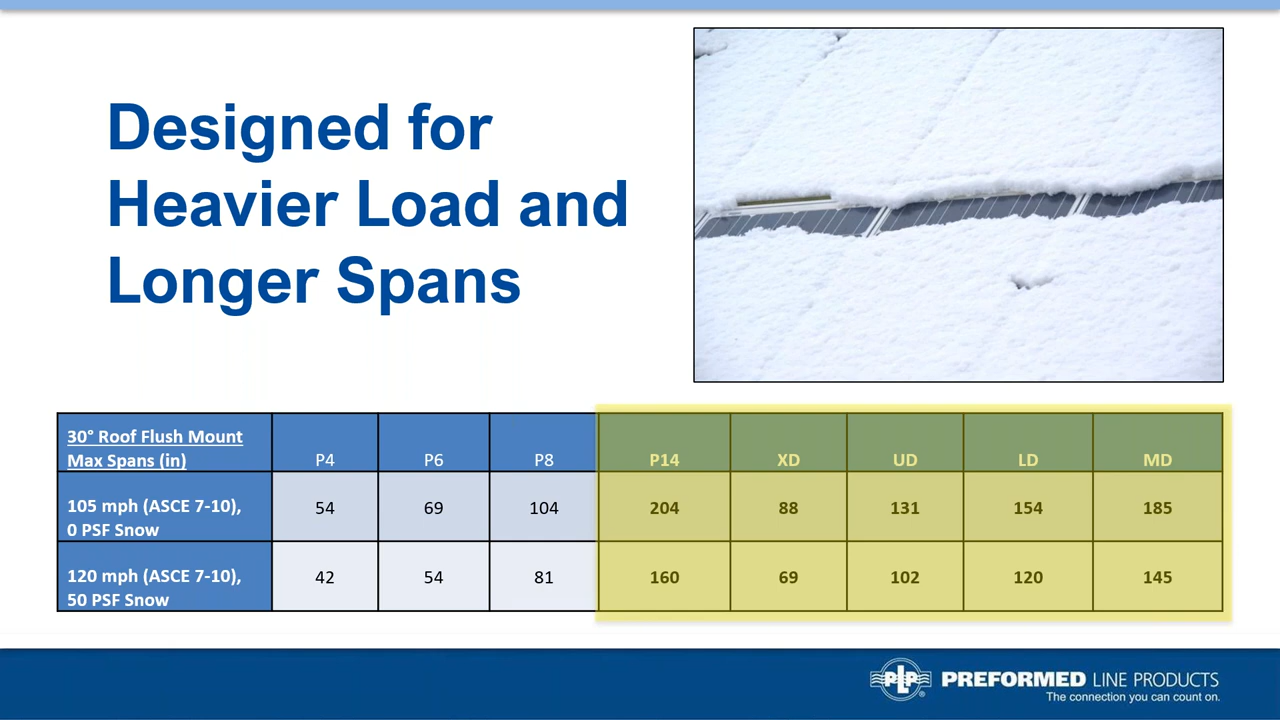 Designed for
Heavier Load and
Longer Spans
30° Roof Flush Mount
Max Spans (in) P4 P6 P8 P14 XD UD LD MD
105 mph (ASCE 7-10),
0 PSF Snow 54 69 104 204 88 131 154 185
120 mph (ASCE 7-10),
50 PSF Snow 42 54 81 160 69 102 120 145
PLP® PREFORMED LINE PRODUCTS
The connection you can count on.